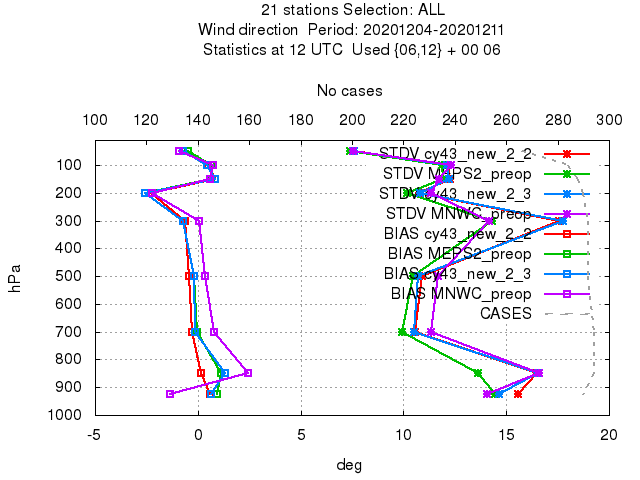 21 stations Selection: ALL
Wind direction  Period: 20201204-20201211
Statistics at 12 UTC  Used {06,12} + 00 06
No cases
100 120 140 160 180 200 220 240 260 280 300
STDV cy43_new_2_2
STDV MEPS2_preop
STDV cy43_new_2_3
STDV MNWC_preop
BIAS cy43_new_2_2
BIAS MEPS2_preop
BIAS cy43_new_2_3
BIAS MNWC_preop
CASES
100
200
300
400
500
600
700
800
900
1000
hPa
-5 0 5 10 15 20
deg